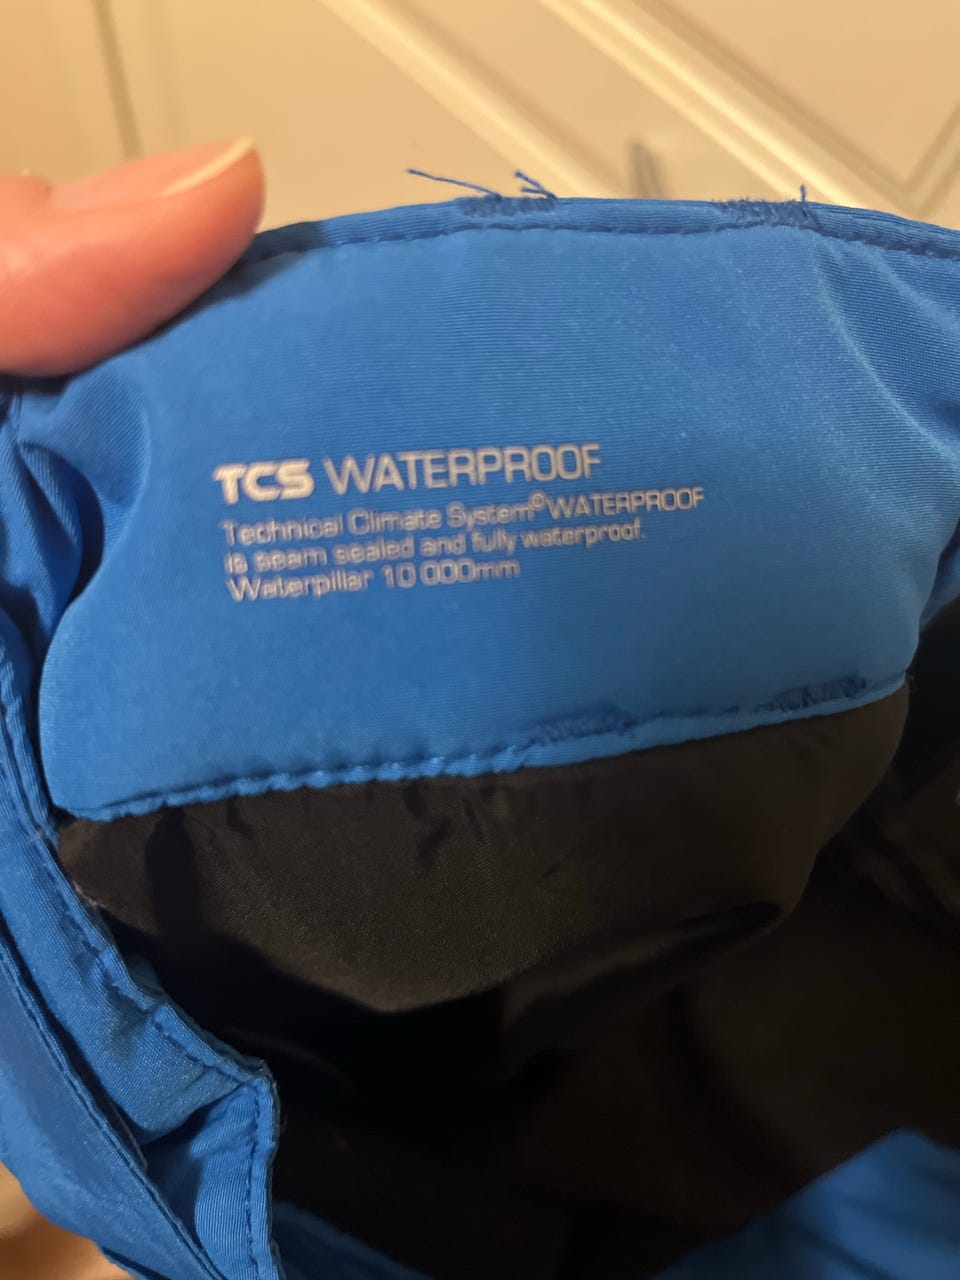 TCS WATERPROOF
Technical Climate System©WATERPROOF
is seam sealed and fully waterproof.
Waterpillar 10 000mm